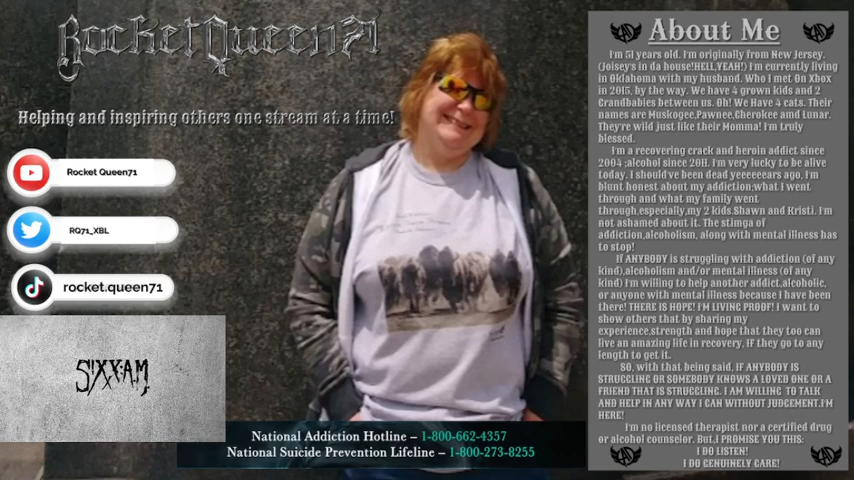 RocketQueen71
Helping and inspiring others one stream at a time!
Rocket Queen71
RQ71_XBL
rocket.queen71
SIXX:A.M.
National Addiction Hotline – 1-800-662-4357
National Suicide Prevention Lifeline – 1-800-273-8255
About Me
I'm 51 years old. I'm originally from New Jersey.
(Joisey's in da house!HELL,YEAH!) I'm currently living
in Oklahoma with my husband. Who I met On Xbox
in 2015, by the way. We have 4 grown kids and 2
Grandbabies between us. Oh! We Have 4 cats. Their
names are Muskogee,Pawnee,Cherokee amd Lunar.
They're wild just like their Momma! I'm truly
blessed.
I'm a recovering crack and heroin addict since
2004 ;alcohol since 2011. I'm very lucky to be alive
today. I should've been dead yeeeeeears ago. I'm
blunt honest about my addiction;what I went
through and what my family went
through,especially,my 2 kids.Shawn and Kristi. I'm
not ashamed about it. The stimga of
addiction,alcoholism, along with mental illness has
to stop!
If ANYBODY is struggling with addiction (of any
kind),alcoholism and/or mental illness (of any
kind) I'm willing to help another addict,alcoholic,
or anyone with mental illness because I have been
there! THERE IS HOPE! I'M LIVING PROOF! I want to
show others that by sharing my
experience,strength and hope that they too can
live an amazing life in recovery, IF they go to any
length to get it.
SO, with that being said, IF ANYBODY IS
STRUGGLING OR SOMEBODY KNOWS A LOVED ONE OR A
FRIEND THAT IS STRUGGLING. I AM WILLING TO TALK
AND HELP IN ANY WAY I CAN WITHOUT JUDGEMENT.I'M
HERE!
I'm no licensed therapist nor a certified drug
or alcohol counselor. But,I PROMISE YOU THIS:
I DO LISTEN!
I DO GENUINELY CARE!